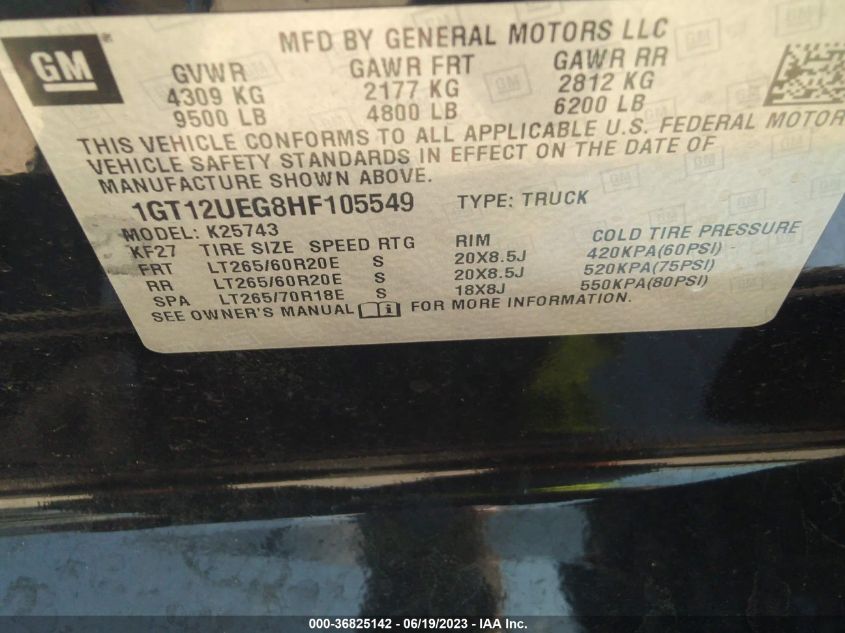 GM
MFD BY GENERAL MOTORS LLC
GVWR GAWR FRT GAWR RR
4309 KG 2177 KG 2812 KG
9500 LB 4800 LB 6200 LB
THIS VEHICLE CONFORMS TO ALL APPLICABLE U.S. FEDERAL MOTOR
VEHICLE SAFETY STANDARDS IN EFFECT ON THE DATE OF
MANUFACTURE SHOWN ABOVE.
1GT12UEG8HF105549 TYPE: TRUCK
MODEL: K25743
KF27 TIRE SIZE SPEED RTG RIM COLD TIRE PRESSURE
FRT LT265/60R20E S 20X8.5J 420KPA(60PSI)
RR LT265/60R20E S 20X8.5J 520KPA(75PSI)
SPA LT265/70R18E S 18X8J 550KPA(80PSI)
SEE OWNER'S MANUAL i FOR MORE INFORMATION.
000-36825142 - 06/19/2023 - IAA Inc.